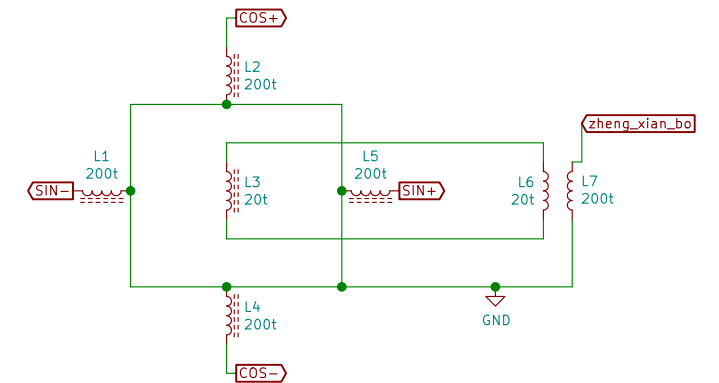 COS+
L2
200t
zheng_xian_bo
L1
200t
L5
200t
SIN-
L3
20t
SIN+
L6
20t
L7
200t
L4
200t
GND
COS-